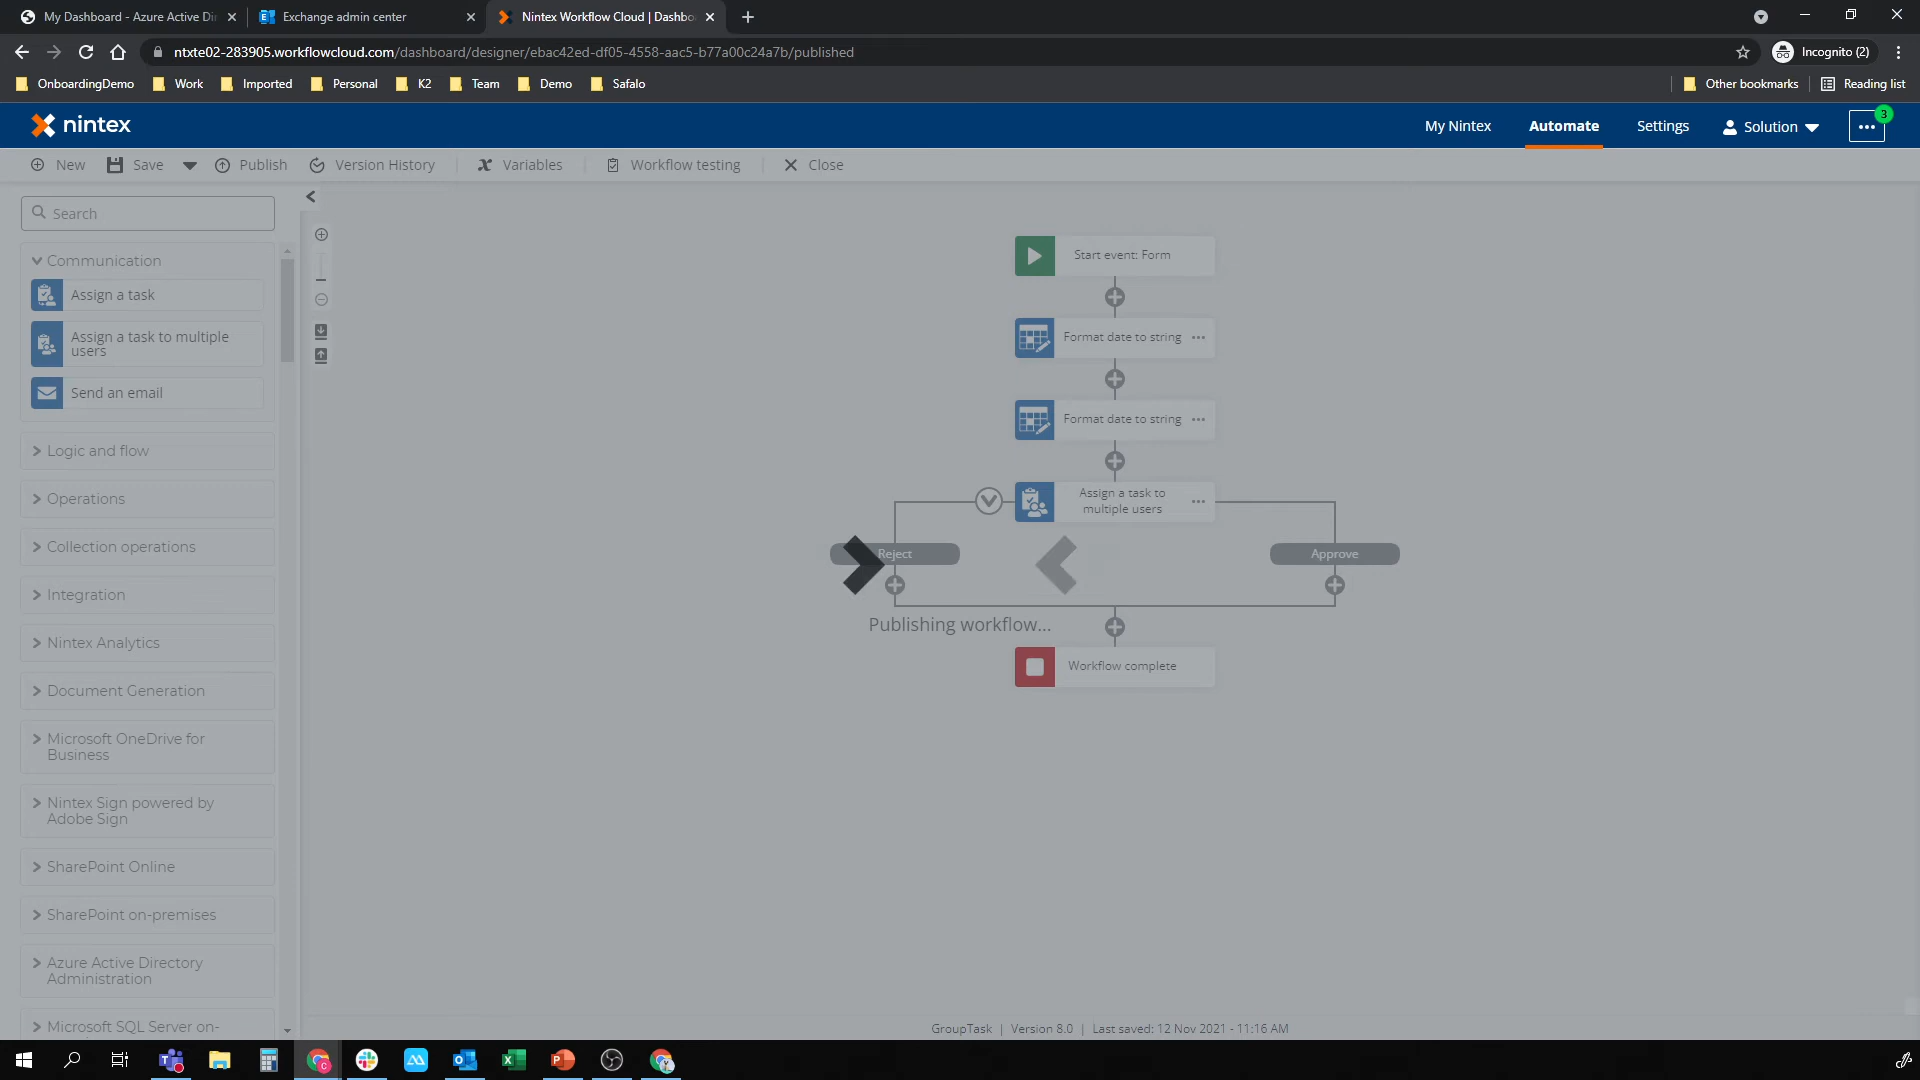 My Dashboard - Azure Active Di
Exchange admin center
Nintex Workflow Cloud | Dashbo
ntxte02-283905.workflowcloud.com/dashboard/designer/ebac42ed-df05-4558-aac5-b77a00c24a7b/published
Incognito (2)
OnboardingDemo
Work
Imported
Personal
K2
Team
Demo
Safalo
Other bookmarks
Reading list
nintex
My Nintex
Automate
Settings
Solution
3
New
Save
Publish
Version History
Variables
Workflow testing
Close
Search
Communication
Assign a task
Assign a task to multiple
users
Send an email
Logic and flow
Operations
Collection operations
Integration
Nintex Analytics
Document Generation
Microsoft OneDrive for
Business
Nintex Sign powered by
Adobe Sign
SharePoint Online
SharePoint on-premises
Azure Active Directory
Administration
Microsoft SQL Server on-
Start event: Form
Format date to string
Format date to string
Assign a task to
multiple users
Reject
Approve
Publishing workflow...
Workflow complete
GroupTask | Version 8.0 | Last saved: 12 Nov 2021 - 11:16 AM